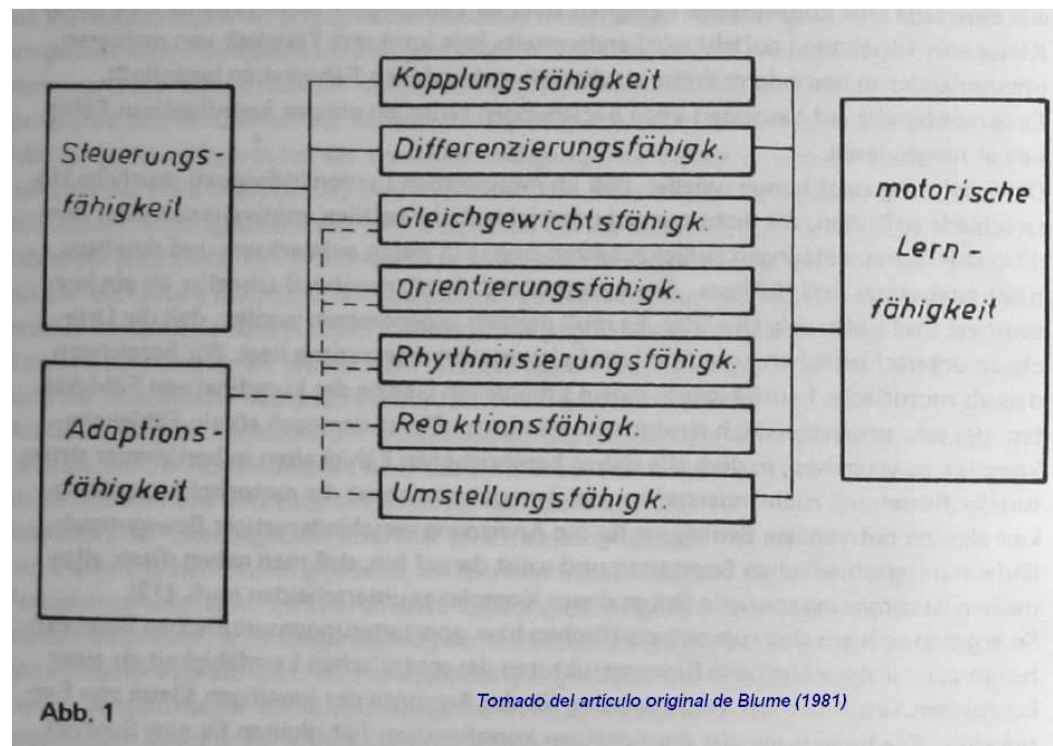 Steuerungs-
fähigkeit
Adaptions-
fähigkeit
Kopplungsfähigkeit
Differenzierungsfähigk.
Gleichgewrichtsfähigk.
Orientierungsfähigk.
Rhythmisierungsfähigk.
Reaktionsfähigk.
Umstellungsfähigk.
motorische
Lern-
fähigkeit
Abb. 1
Tomado del artículo original de Blume (1981)